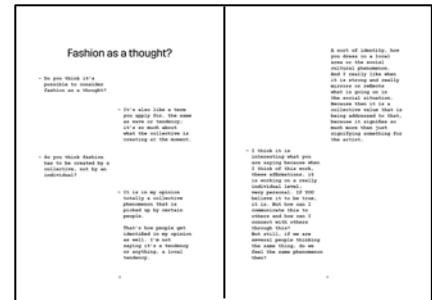 Fashion as a thought?
– Do you think it's
possible to consider
fashion as a thought?
– It's also like a term
you apply for, the same
as wave or tendency;
it's so much about
what the collective is
creating at the moment.
– So you think fashion
has to be created by a
collective, not by an
individual?
– It is in my opinion
totally a collective
phenomenon that is
picked up by certain
people.
That's how people get
identified in my opinion
as well. I'm not
saying it's a tendency
or anything, a local
tendency.
A sort of identity, how
you dress in a local
area or the social
cultural phenomenon.
And I really like when
it is strong and really
mirrors or reflects
what is going on in
the social situation.
Because then it is a
collective value that is
being addressed to that,
because it signifies so
much more than just
signifying something for
the artist.
– I think it is
interesting what you
are saying because when
I think of this work,
these affirmations, it
is working on a really
individual level,
very personal. If YOU
believe it to be true,
it is. But how can I
communicate this to
others and how can I
connect with others
through this?
But still, if we are
several people thinking
the same thing, do we
feel the same phenomenon
then?